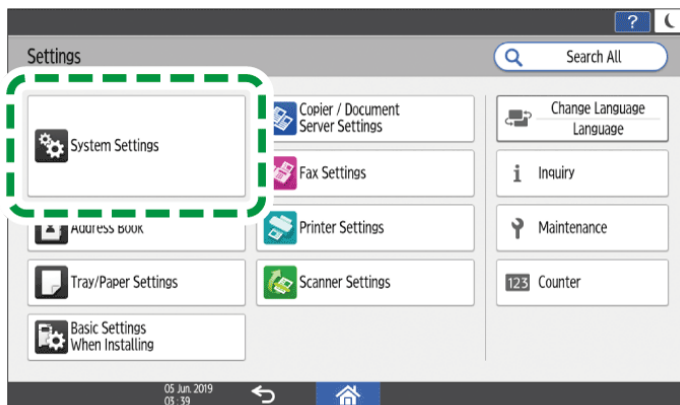 ?
Settings
Search All
System Settings
Copier / Document
Server Settings
Change Language
Language
Fax Settings
i Inquiry
Address Book
Printer Settings
Maintenance
Tray/Paper Settings
Scanner Settings
123 Counter
Basic Settings
When Installing
05 Jun. 2019
03:39